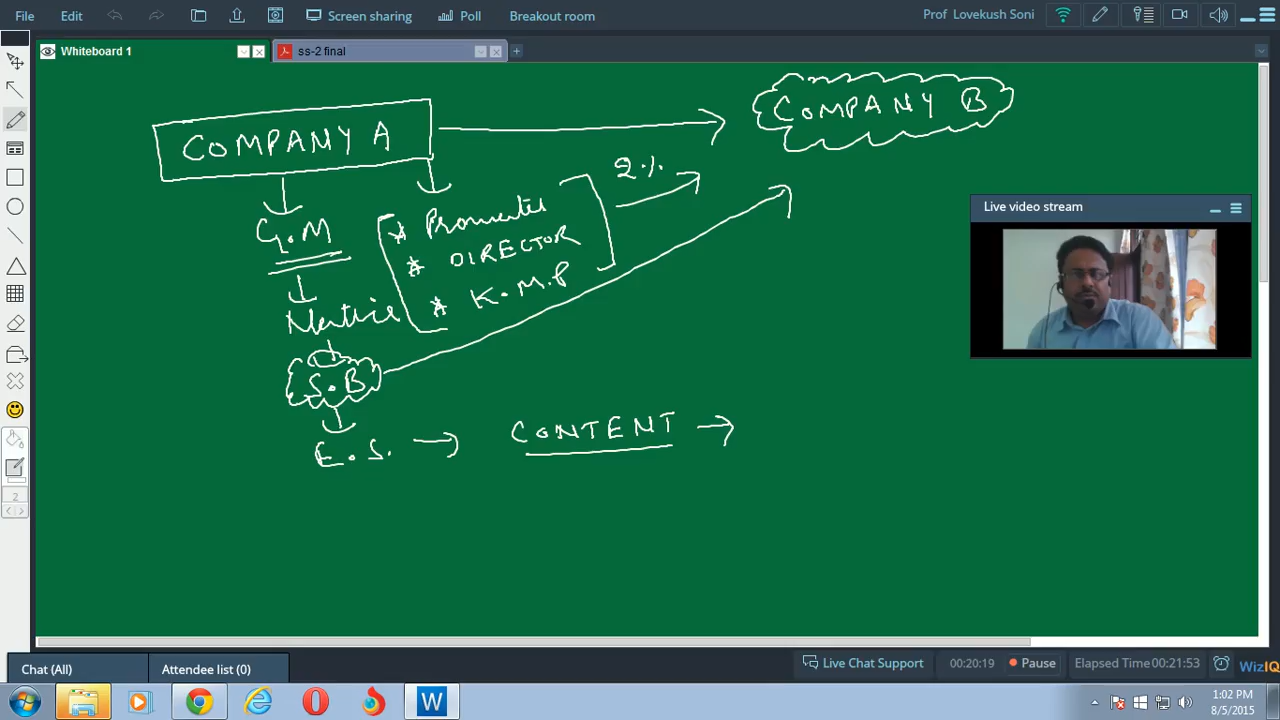 File Edit Screen sharing Poll Breakout room Prof Lovekush Soni
Whiteboard 1 ss-2 final
COMPANY A
COMPANY B
2%
G.M
* Promoter
* DIRECTOR
* K.M.P
Notice
S.B
E.S.
CONTENT
Live video stream
2
Chat (All) Attendee list (0) Live Chat Support 00:20:19 Pause Elapsed Time 00:21:53 WizIQ
1:02 PM
8/5/2015